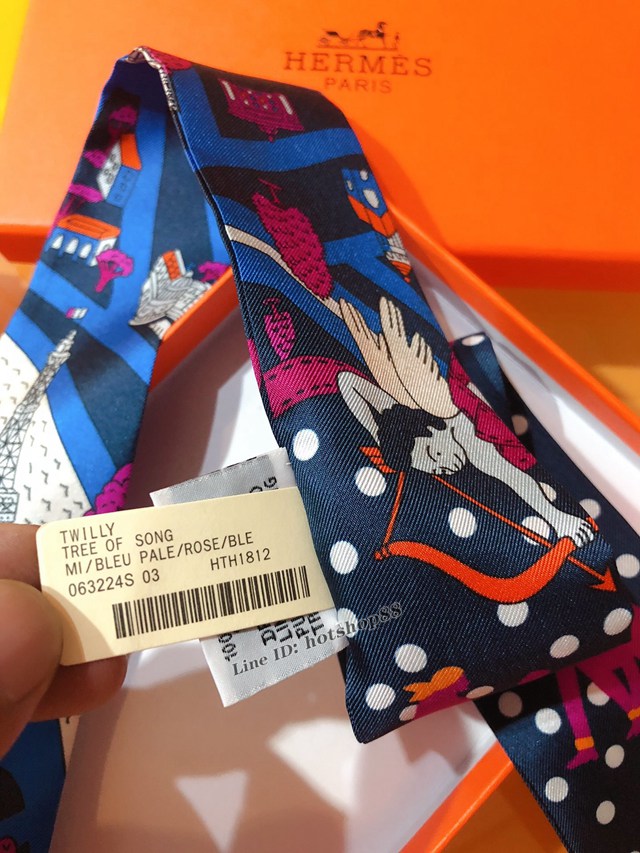 HERMÈS
PARIS
TWILLY
TREE OF SONG
MI/BLEU PALE/ROSE/BLE
063224S 03 HTH1812
Line ID: hotshop88